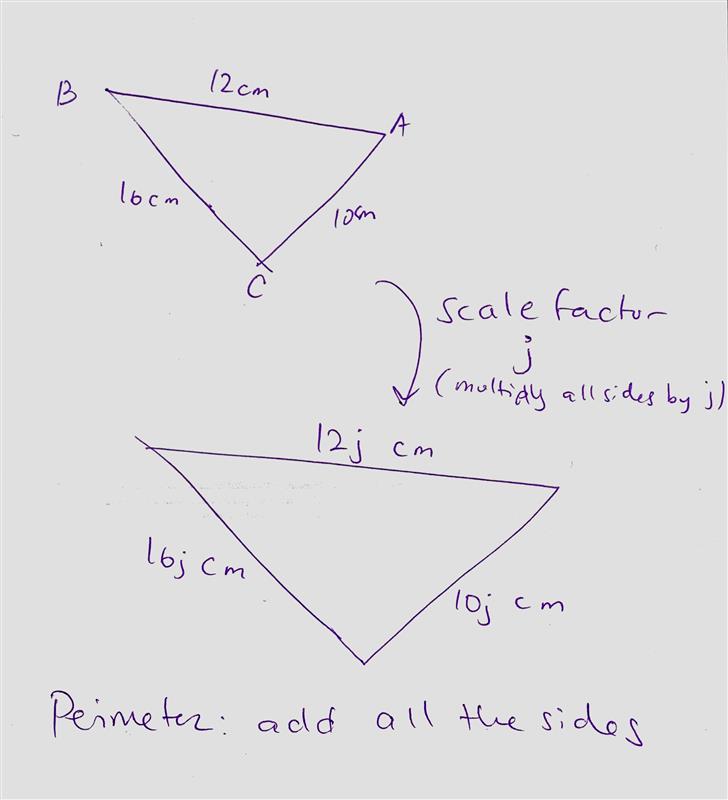 B
12cm
A
16cm
10cm
C
scale factor
j
(multiply all sides by j)
12j cm
16j cm
10j cm
Perimeter: add all the sides